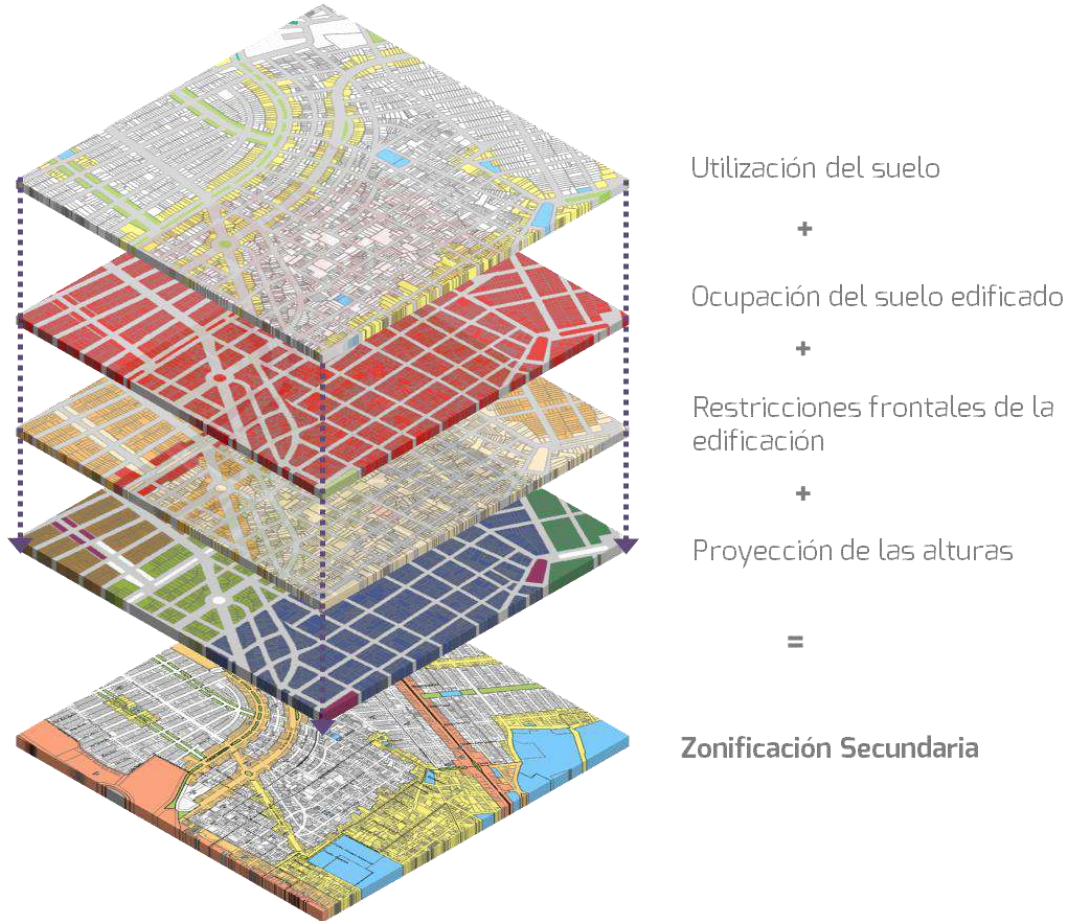 Utilización del suelo
+
Ocupación del suelo edificado
+
Restricciones frontales de la
edificación
+
Proyección de las alturas
=
Zonificación Secundaria